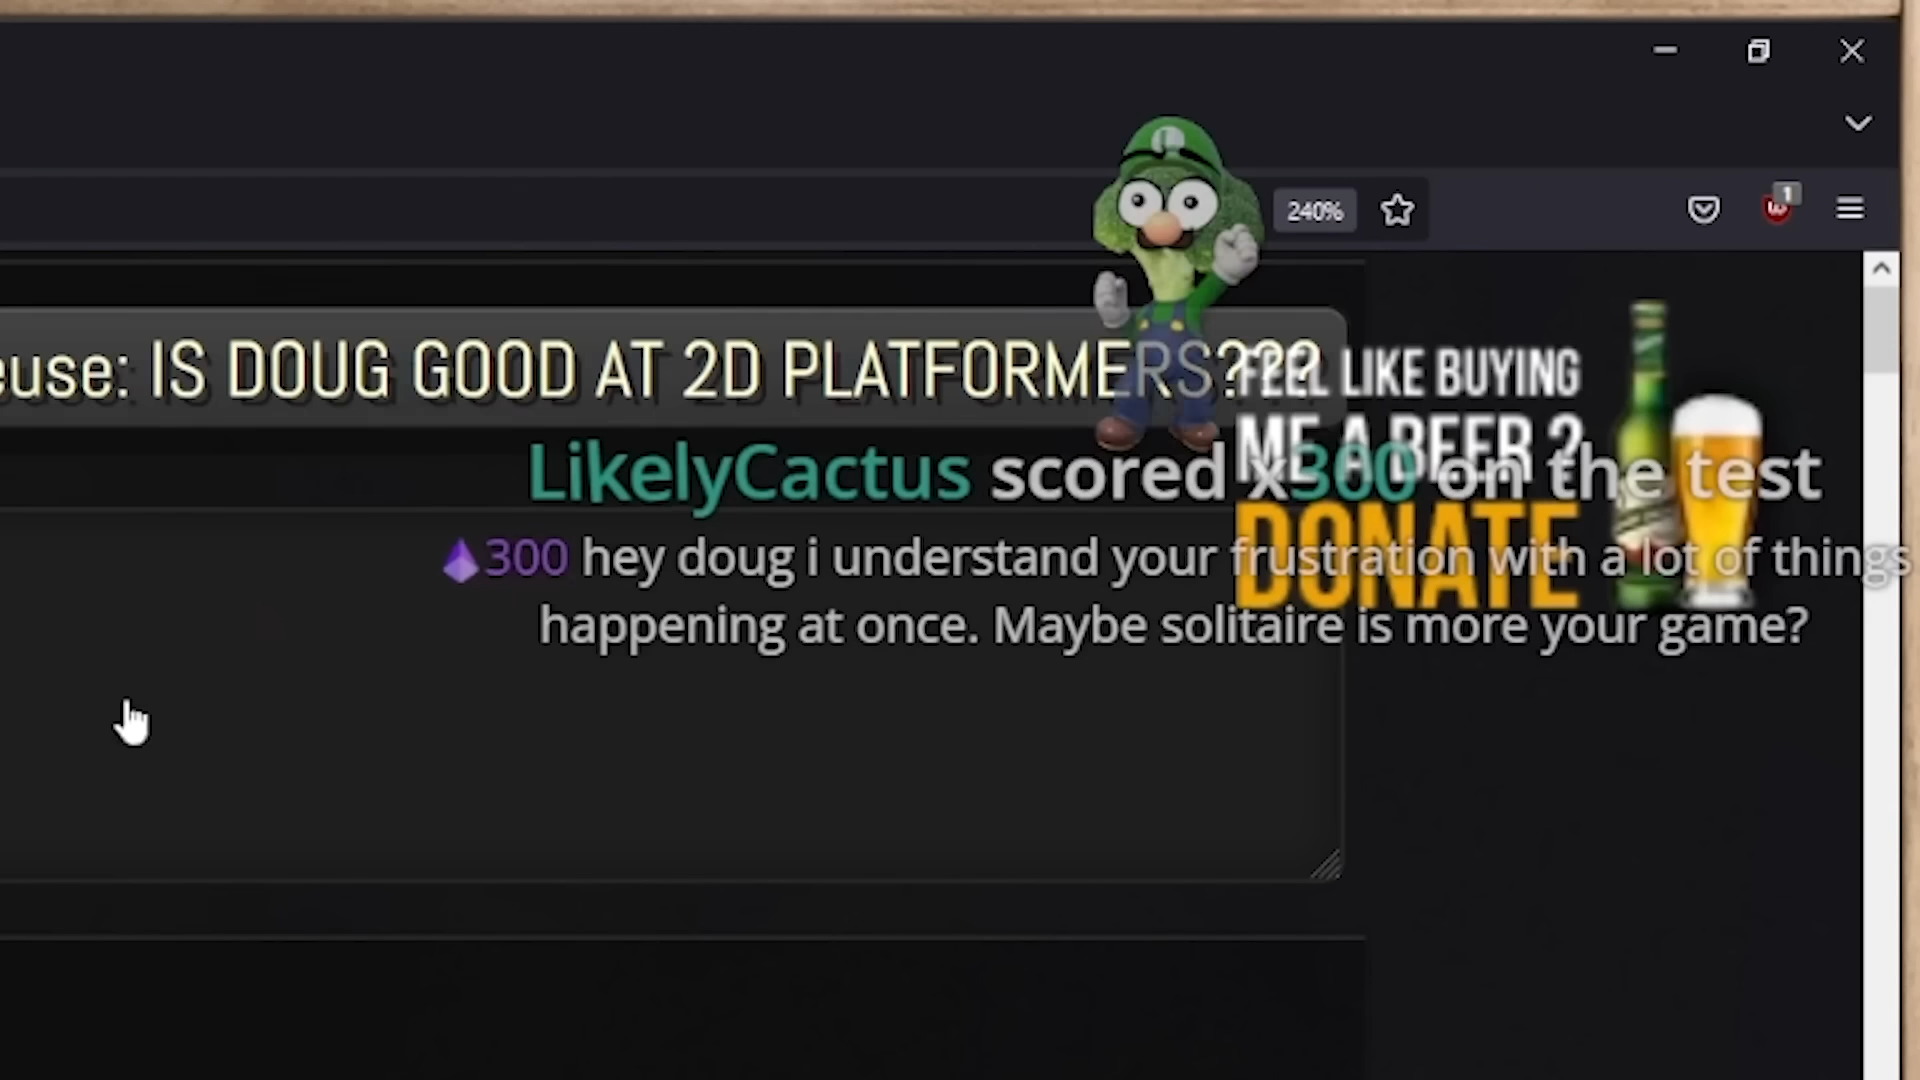 240%
1
euse: IS DOUG GOOD AT 2D PLATFORMERS???
FEEL LIKE BUYING
ME A BEER ?
DONATE
LikelyCactus scored x300 on the test
300 hey doug i understand your frustration with a lot of things
happening at once. Maybe solitaire is more your game?